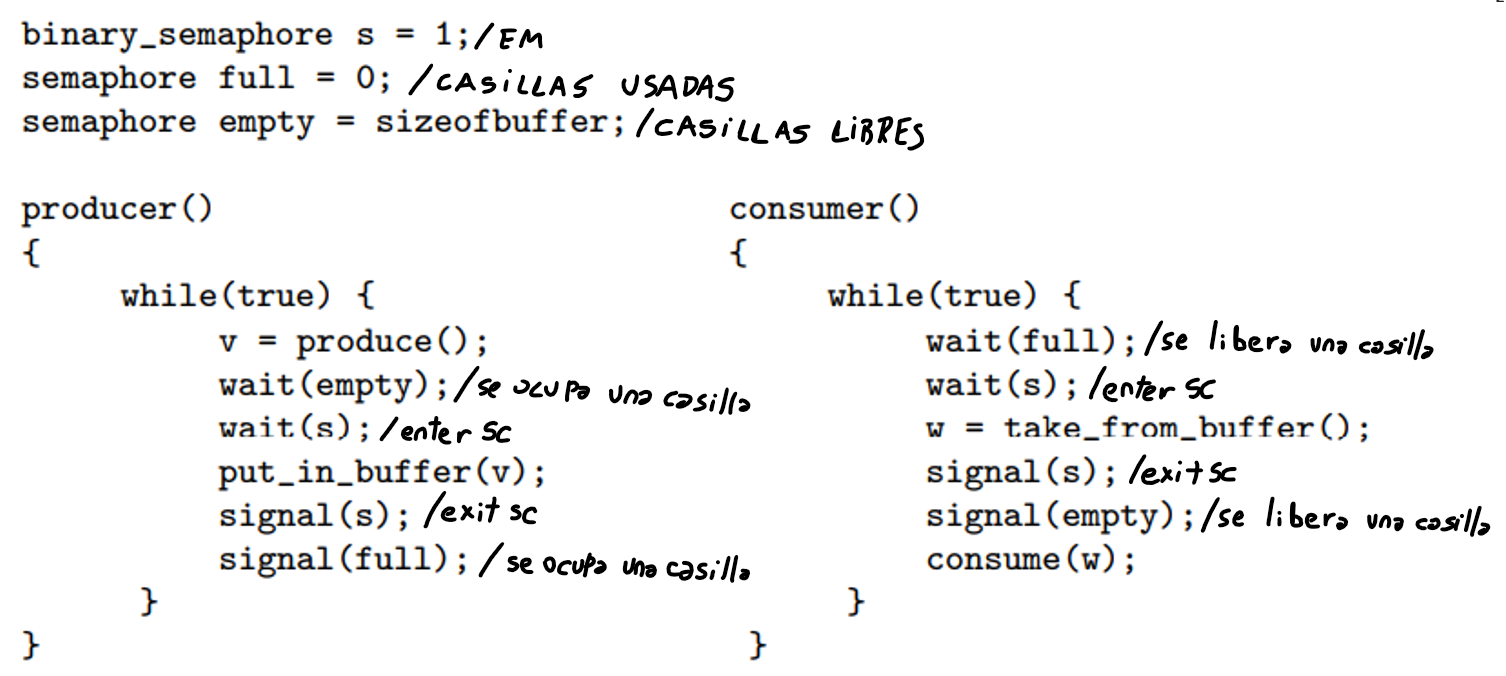 binary_semaphore s = 1;/EM
semaphore full = 0; /CASiLLAS USADAS
semaphore empty = sizeofbuffer;/CASiLLAS LiBRES
producer()
{
while(true) {
v = produce();
wait(empty);/se ocupa una casilla
wait(s);/enter sc
put_in_buffer(v);
signal(s);/exit sc
signal(full);/se ocupa una casilla
}
}
consumer()
{
while(true) {
wait(full);/se libera una casilla
wait(s);/enter sc
w = take_from_buffer();
signal(s);/exit sc
signal(empty);/se libera una casilla
consume(w);
}
}